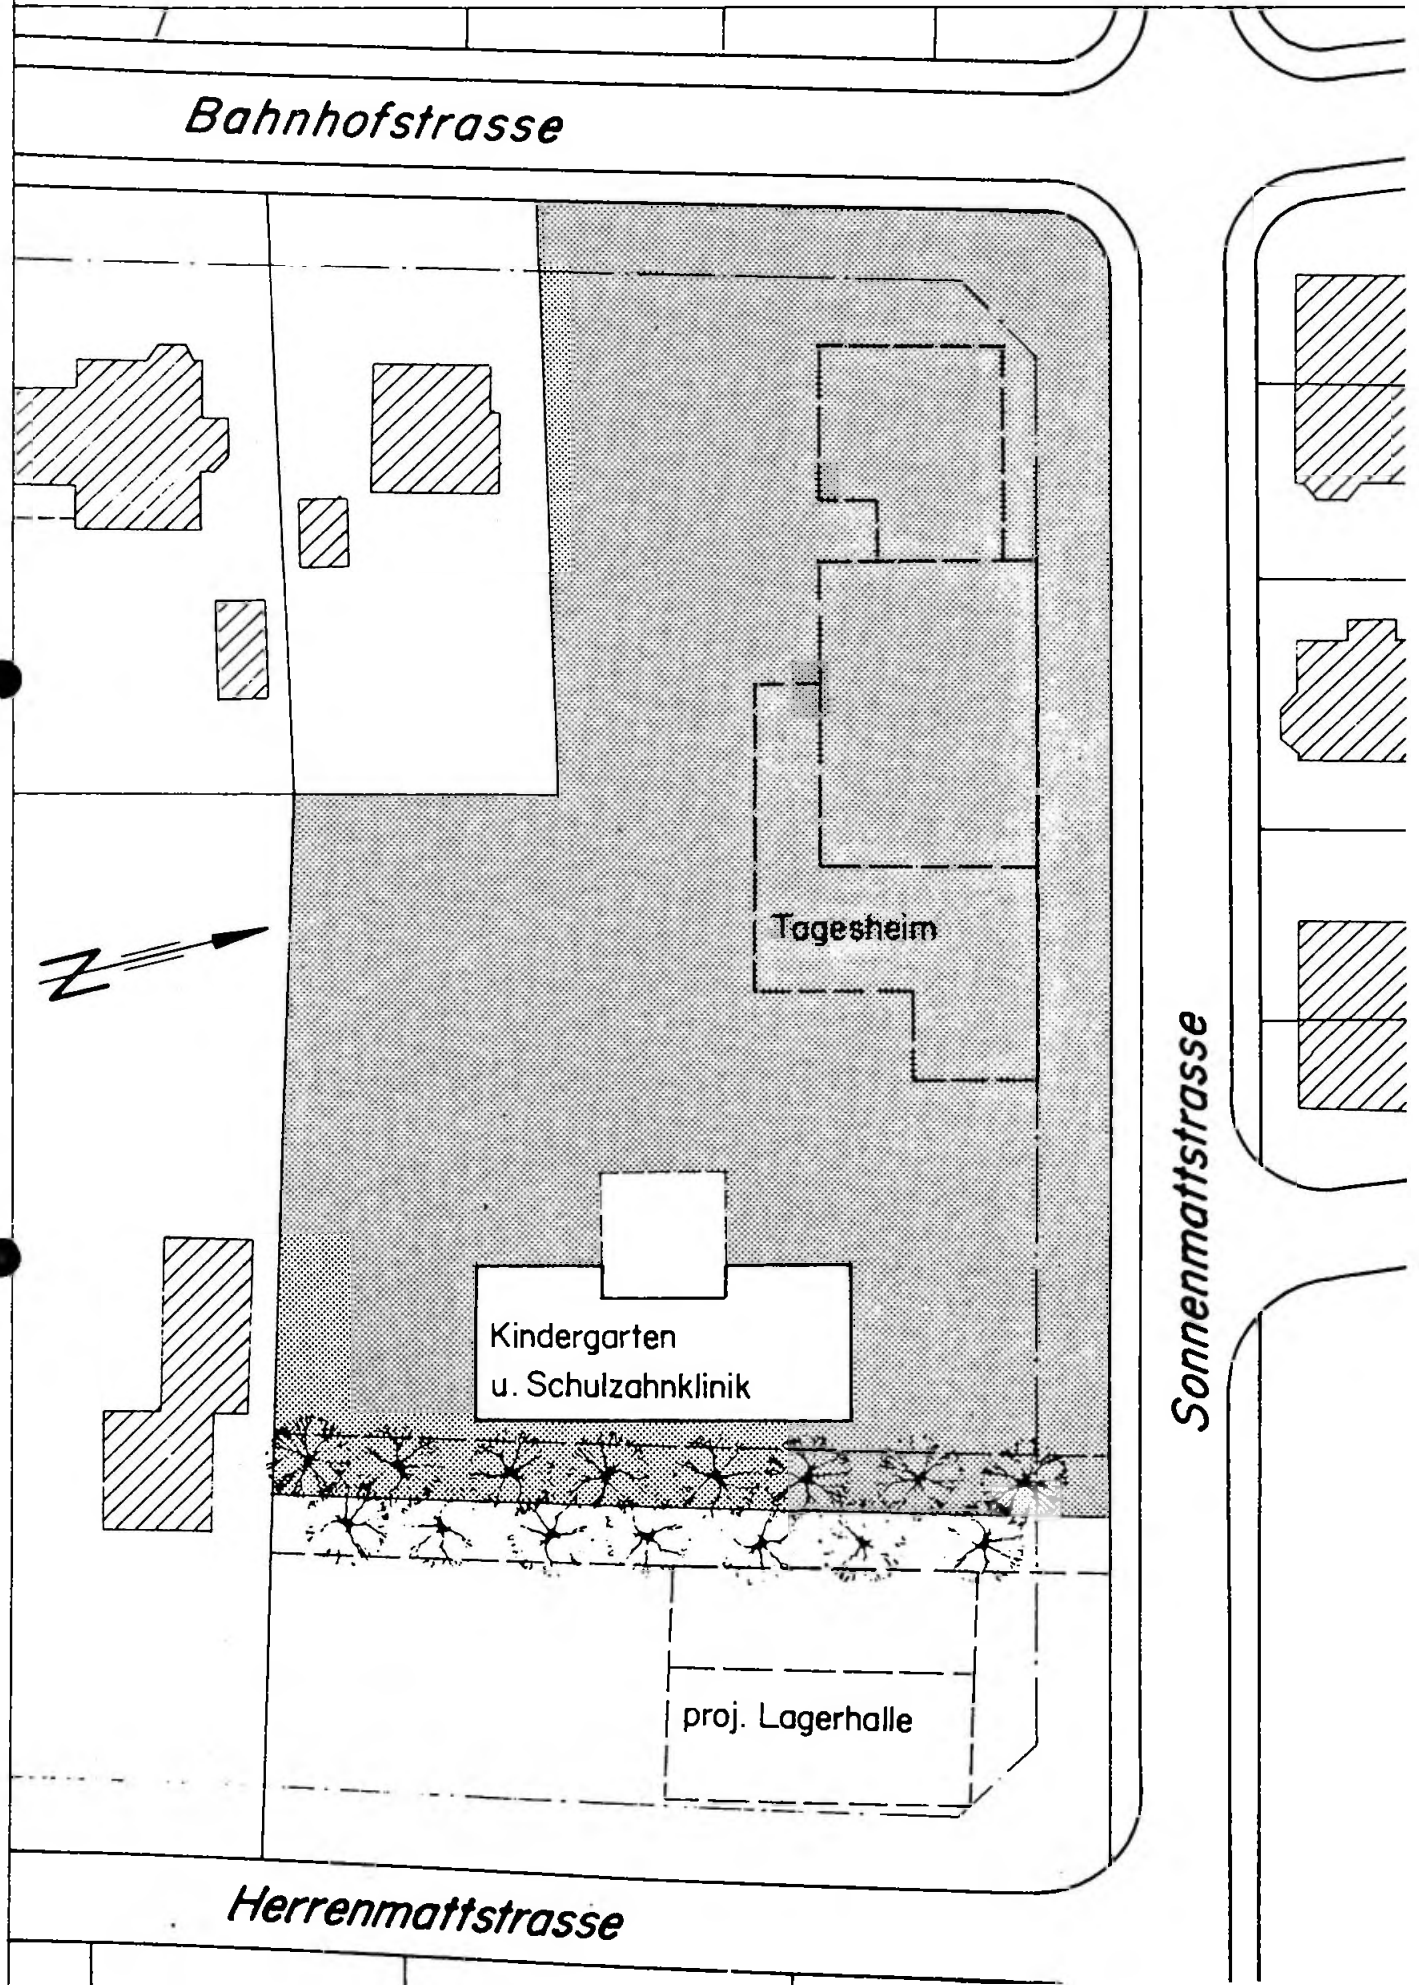 Bahnhofstrasse
N
Tagesheim
Sonnenmattstrasse
Kindergarten
u. Schulzahnklinik
proj. Lagerhalle
Herrenmattstrasse